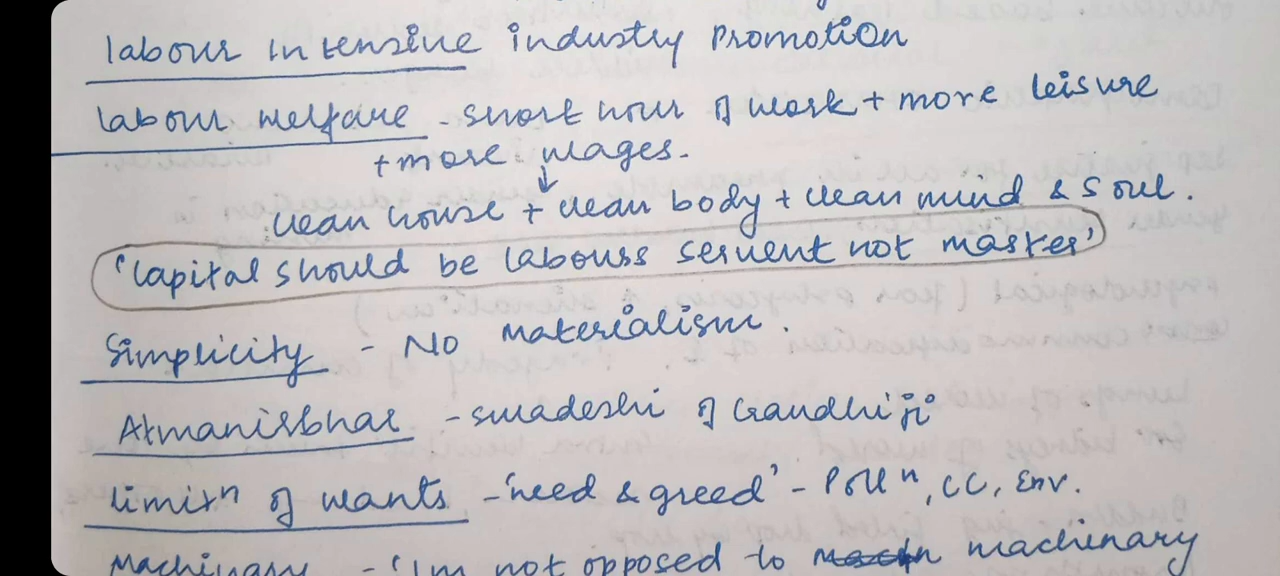 labour intensive industry promotion
labour welfare - short hour of work + more leisure
+ more wages.
↓
clean house + clean body + clean mind & soul.
'Capital should be labours servent not master'
Simplicity - No materialism.
Atmanirbhar - swadeshi of Gandhiji
limitn of wants - 'need & greed' - Polln, CC, Env.
Machinary - 'I'm not opposed to machinary